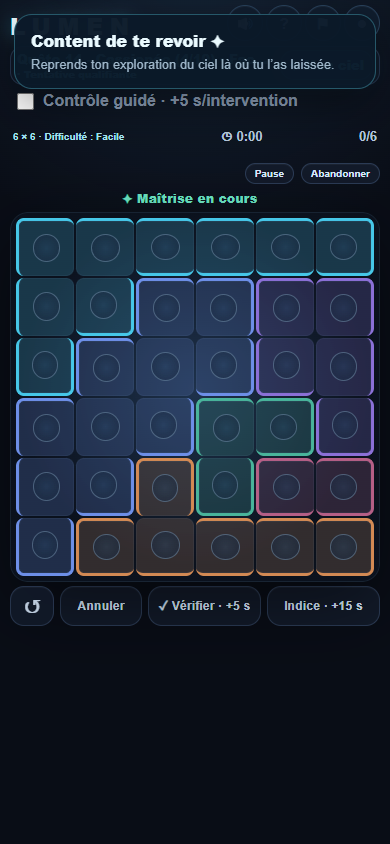 Content de te revoir ✦
Reprends ton exploration du ciel là où tu l’as laissée.
Contrôle guidé · +5 s/intervention
6 × 6 · Difficulté : Facile
◷ 0:00
0/6
Pause
Abandonner
✦ Maîtrise en cours
↺
Annuler
✓ Vérifier · +5 s
Indice · +15 s